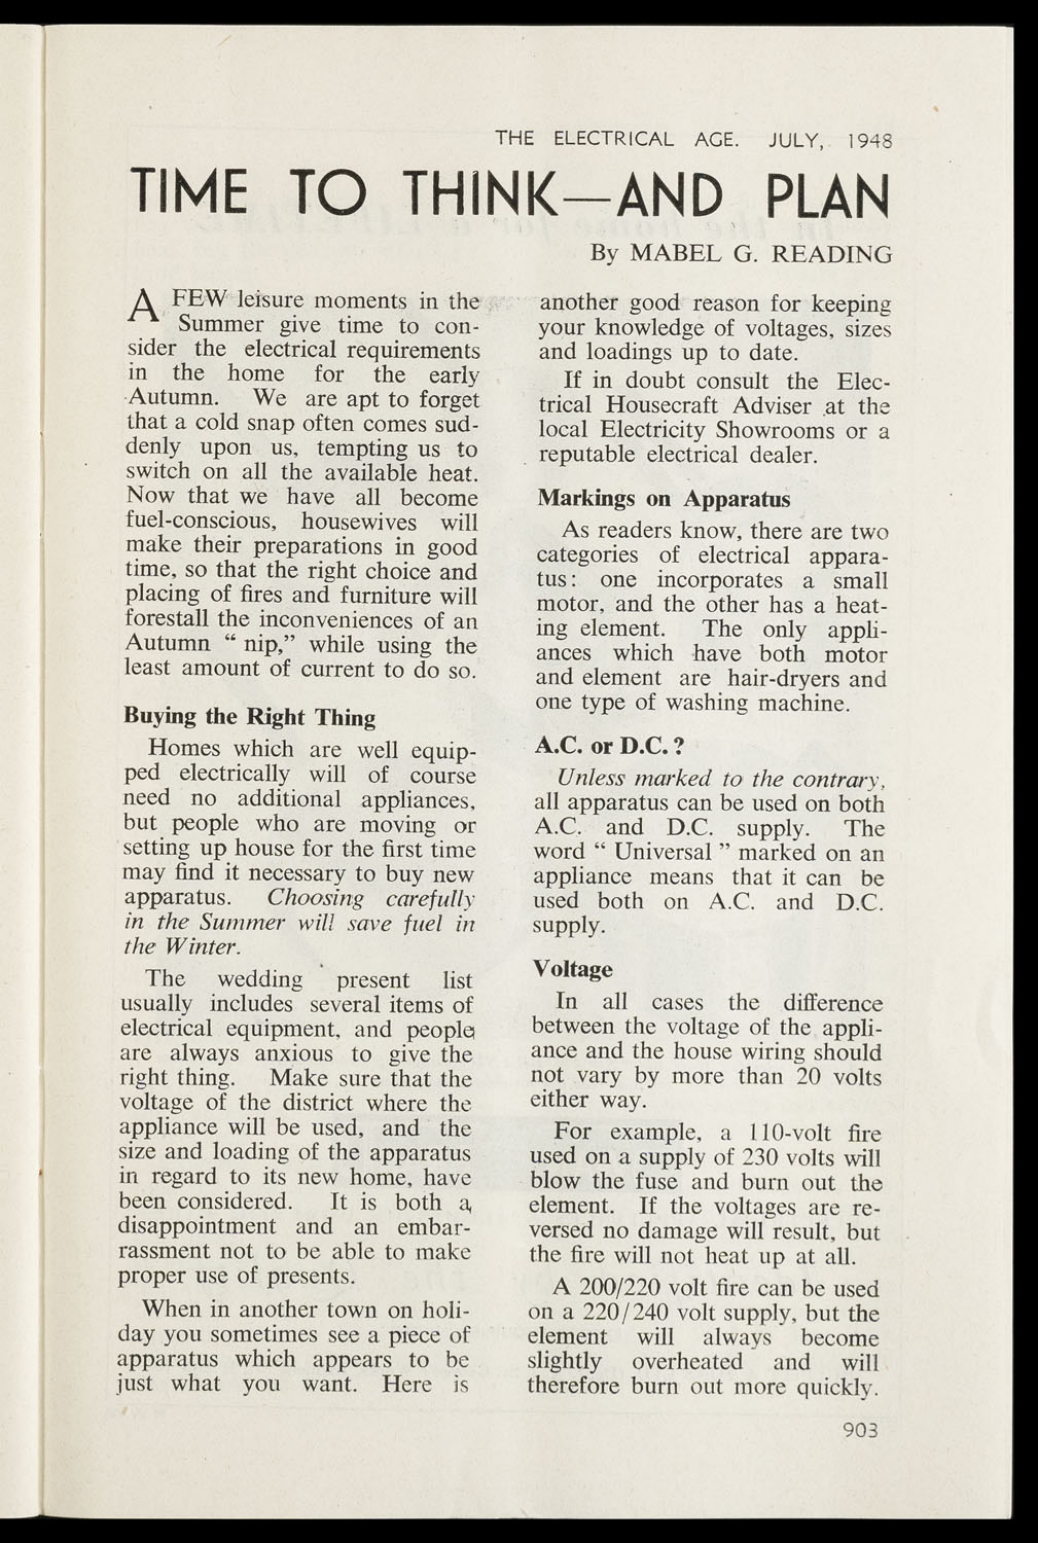 THE ELECTRICAL AGE. JULY, 1948
TIME TO THINK—AND PLAN
By MABEL G. READING
A FEW leisure moments in the
Summer give time to con-
sider the electrical requirements
in the home for the early
Autumn. We are apt to forget
that a cold snap often comes sud-
denly upon us, tempting us to
switch on all the available heat.
Now that we have all become
fuel-conscious, housewives will
make their preparations in good
time, so that the right choice and
placing of fires and furniture will
forestall the inconveniences of an
Autumn “ nip,” while using the
least amount of current to do so.
Buying the Right Thing
Homes which are well equip-
ped electrically will of course
need no additional appliances,
but people who are moving or
setting up house for the first time
may find it necessary to buy new
apparatus. Choosing carefully
in the Summer will save fuel in
the Winter.
The wedding present list
usually includes several items of
electrical equipment, and people
are always anxious to give the
right thing. Make sure that the
voltage of the district where the
appliance will be used, and the
size and loading of the apparatus
in regard to its new home, have
been considered. It is both a
disappointment and an embar-
rassment not to be able to make
proper use of presents.
When in another town on holi-
day you sometimes see a piece of
apparatus which appears to be
just what you want. Here is
another good reason for keeping
your knowledge of voltages, sizes
and loadings up to date.
If in doubt consult the Elec-
trical Housecraft Adviser at the
local Electricity Showrooms or a
reputable electrical dealer.
Markings on Apparatus
As readers know, there are two
categories of electrical appara-
tus: one incorporates a small
motor, and the other has a heat-
ing element. The only appli-
ances which have both motor
and element are hair-dryers and
one type of washing machine.
A.C. or D.C.?
Unless marked to the contrary,
all apparatus can be used on both
A.C. and D.C. supply. The
word “ Universal ” marked on an
appliance means that it can be
used both on A.C. and D.C.
supply.
Voltage
In all cases the difference
between the voltage of the appli-
ance and the house wiring should
not vary by more than 20 volts
either way.
For example, a 110-volt fire
used on a supply of 230 volts will
blow the fuse and burn out the
element. If the voltages are re-
versed no damage will result, but
the fire will not heat up at all.
A 200/220 volt fire can be used
on a 220/240 volt supply, but the
element will always become
slightly overheated and will
therefore burn out more quickly.
903